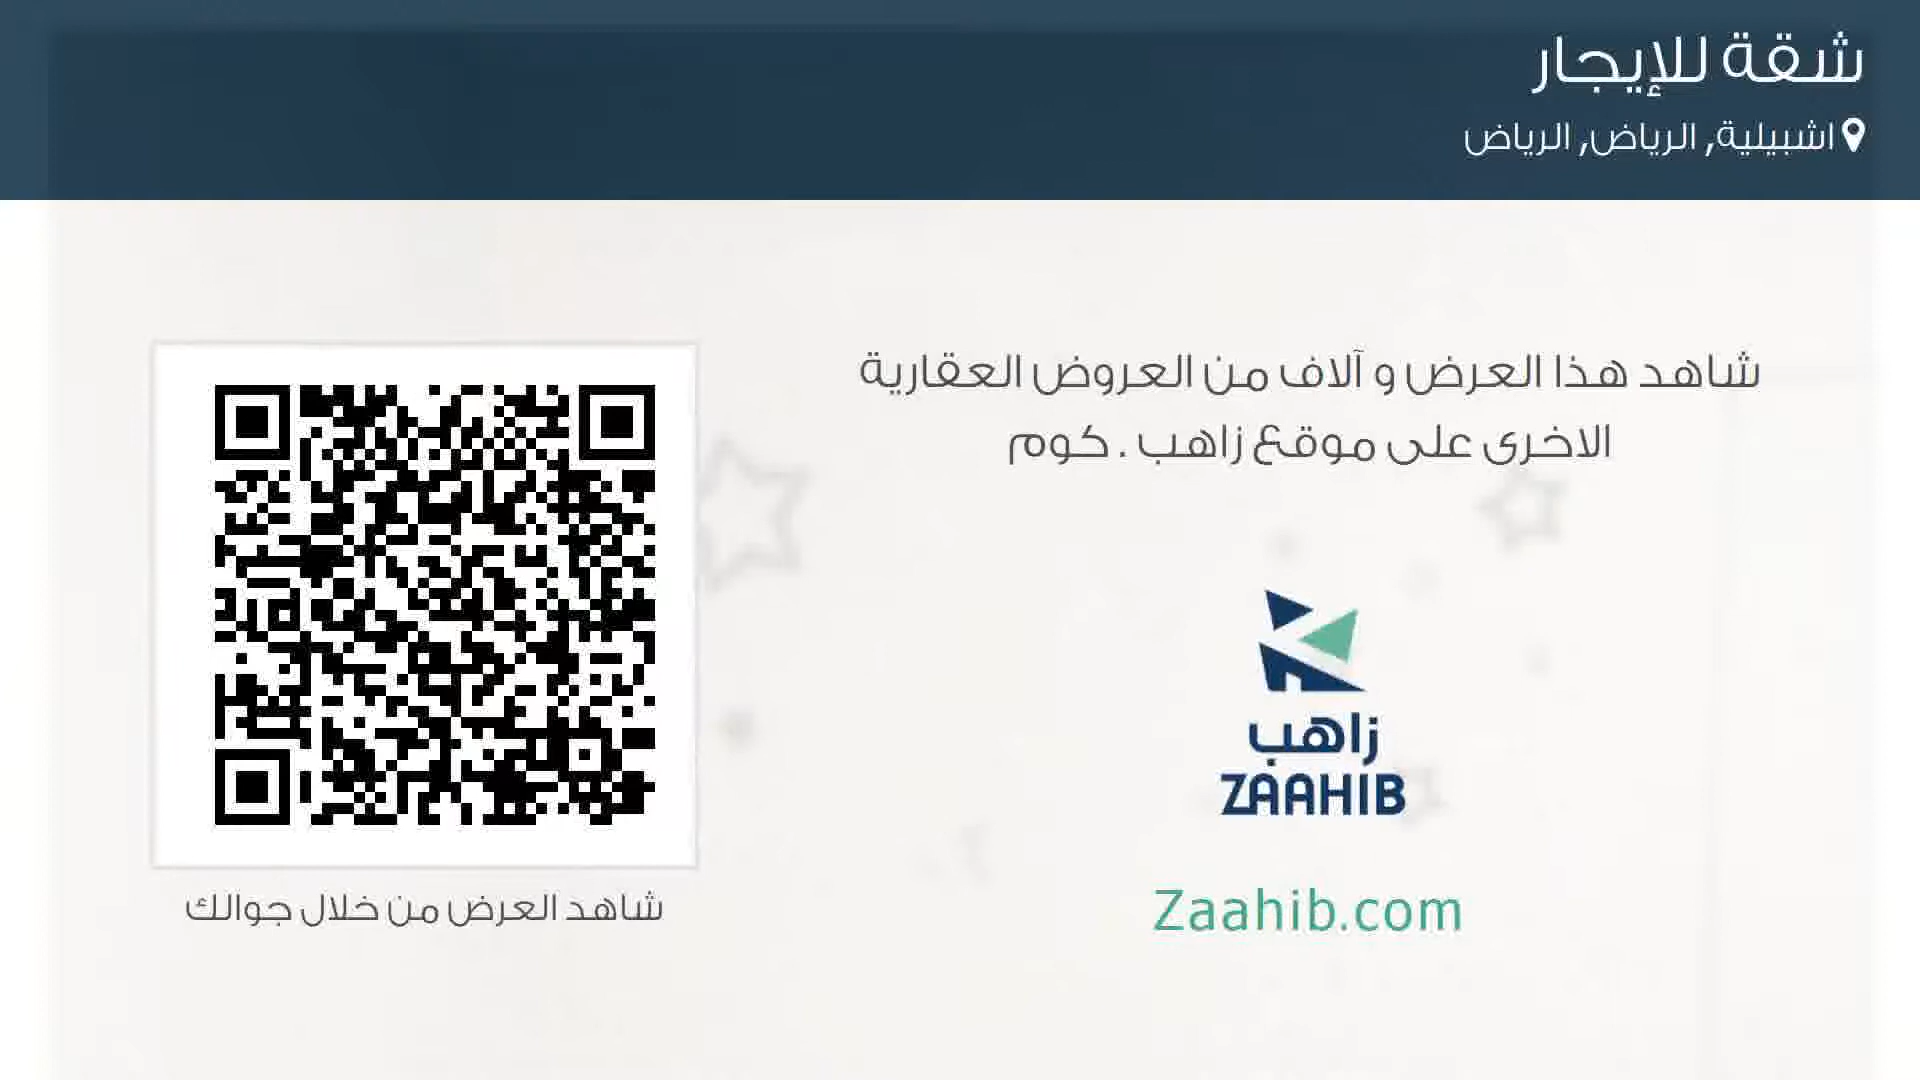 شقة للإيجار
اشبيلية, الرياض, الرياض
شاهد هذا العرض و آلاف من العروض العقارية
الاخرى على موقع زاهب . كوم
زاهب
ZAAHIB
Zaahib.com
شاهد العرض من خلال جوالك